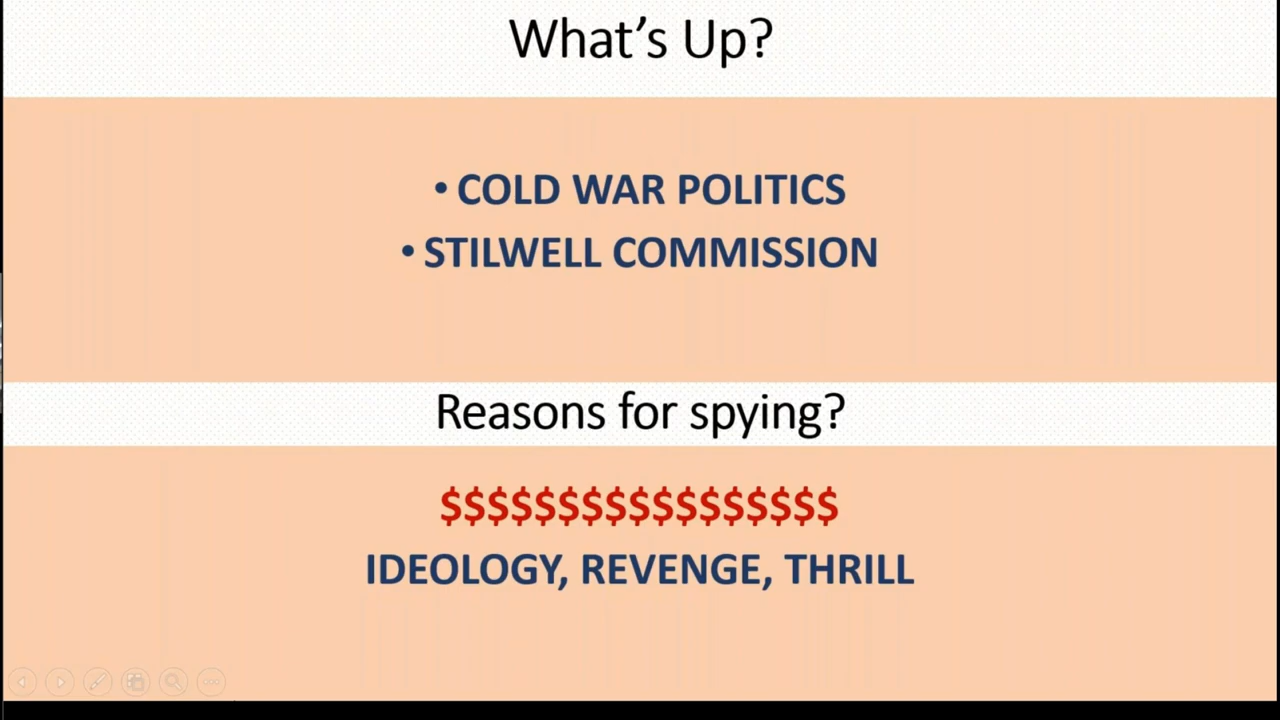 What’s Up?
• COLD WAR POLITICS
• STILWELL COMMISSION
Reasons for spying?
$$$$$$$$$$$$$$$$$
IDEOLOGY, REVENGE, THRILL